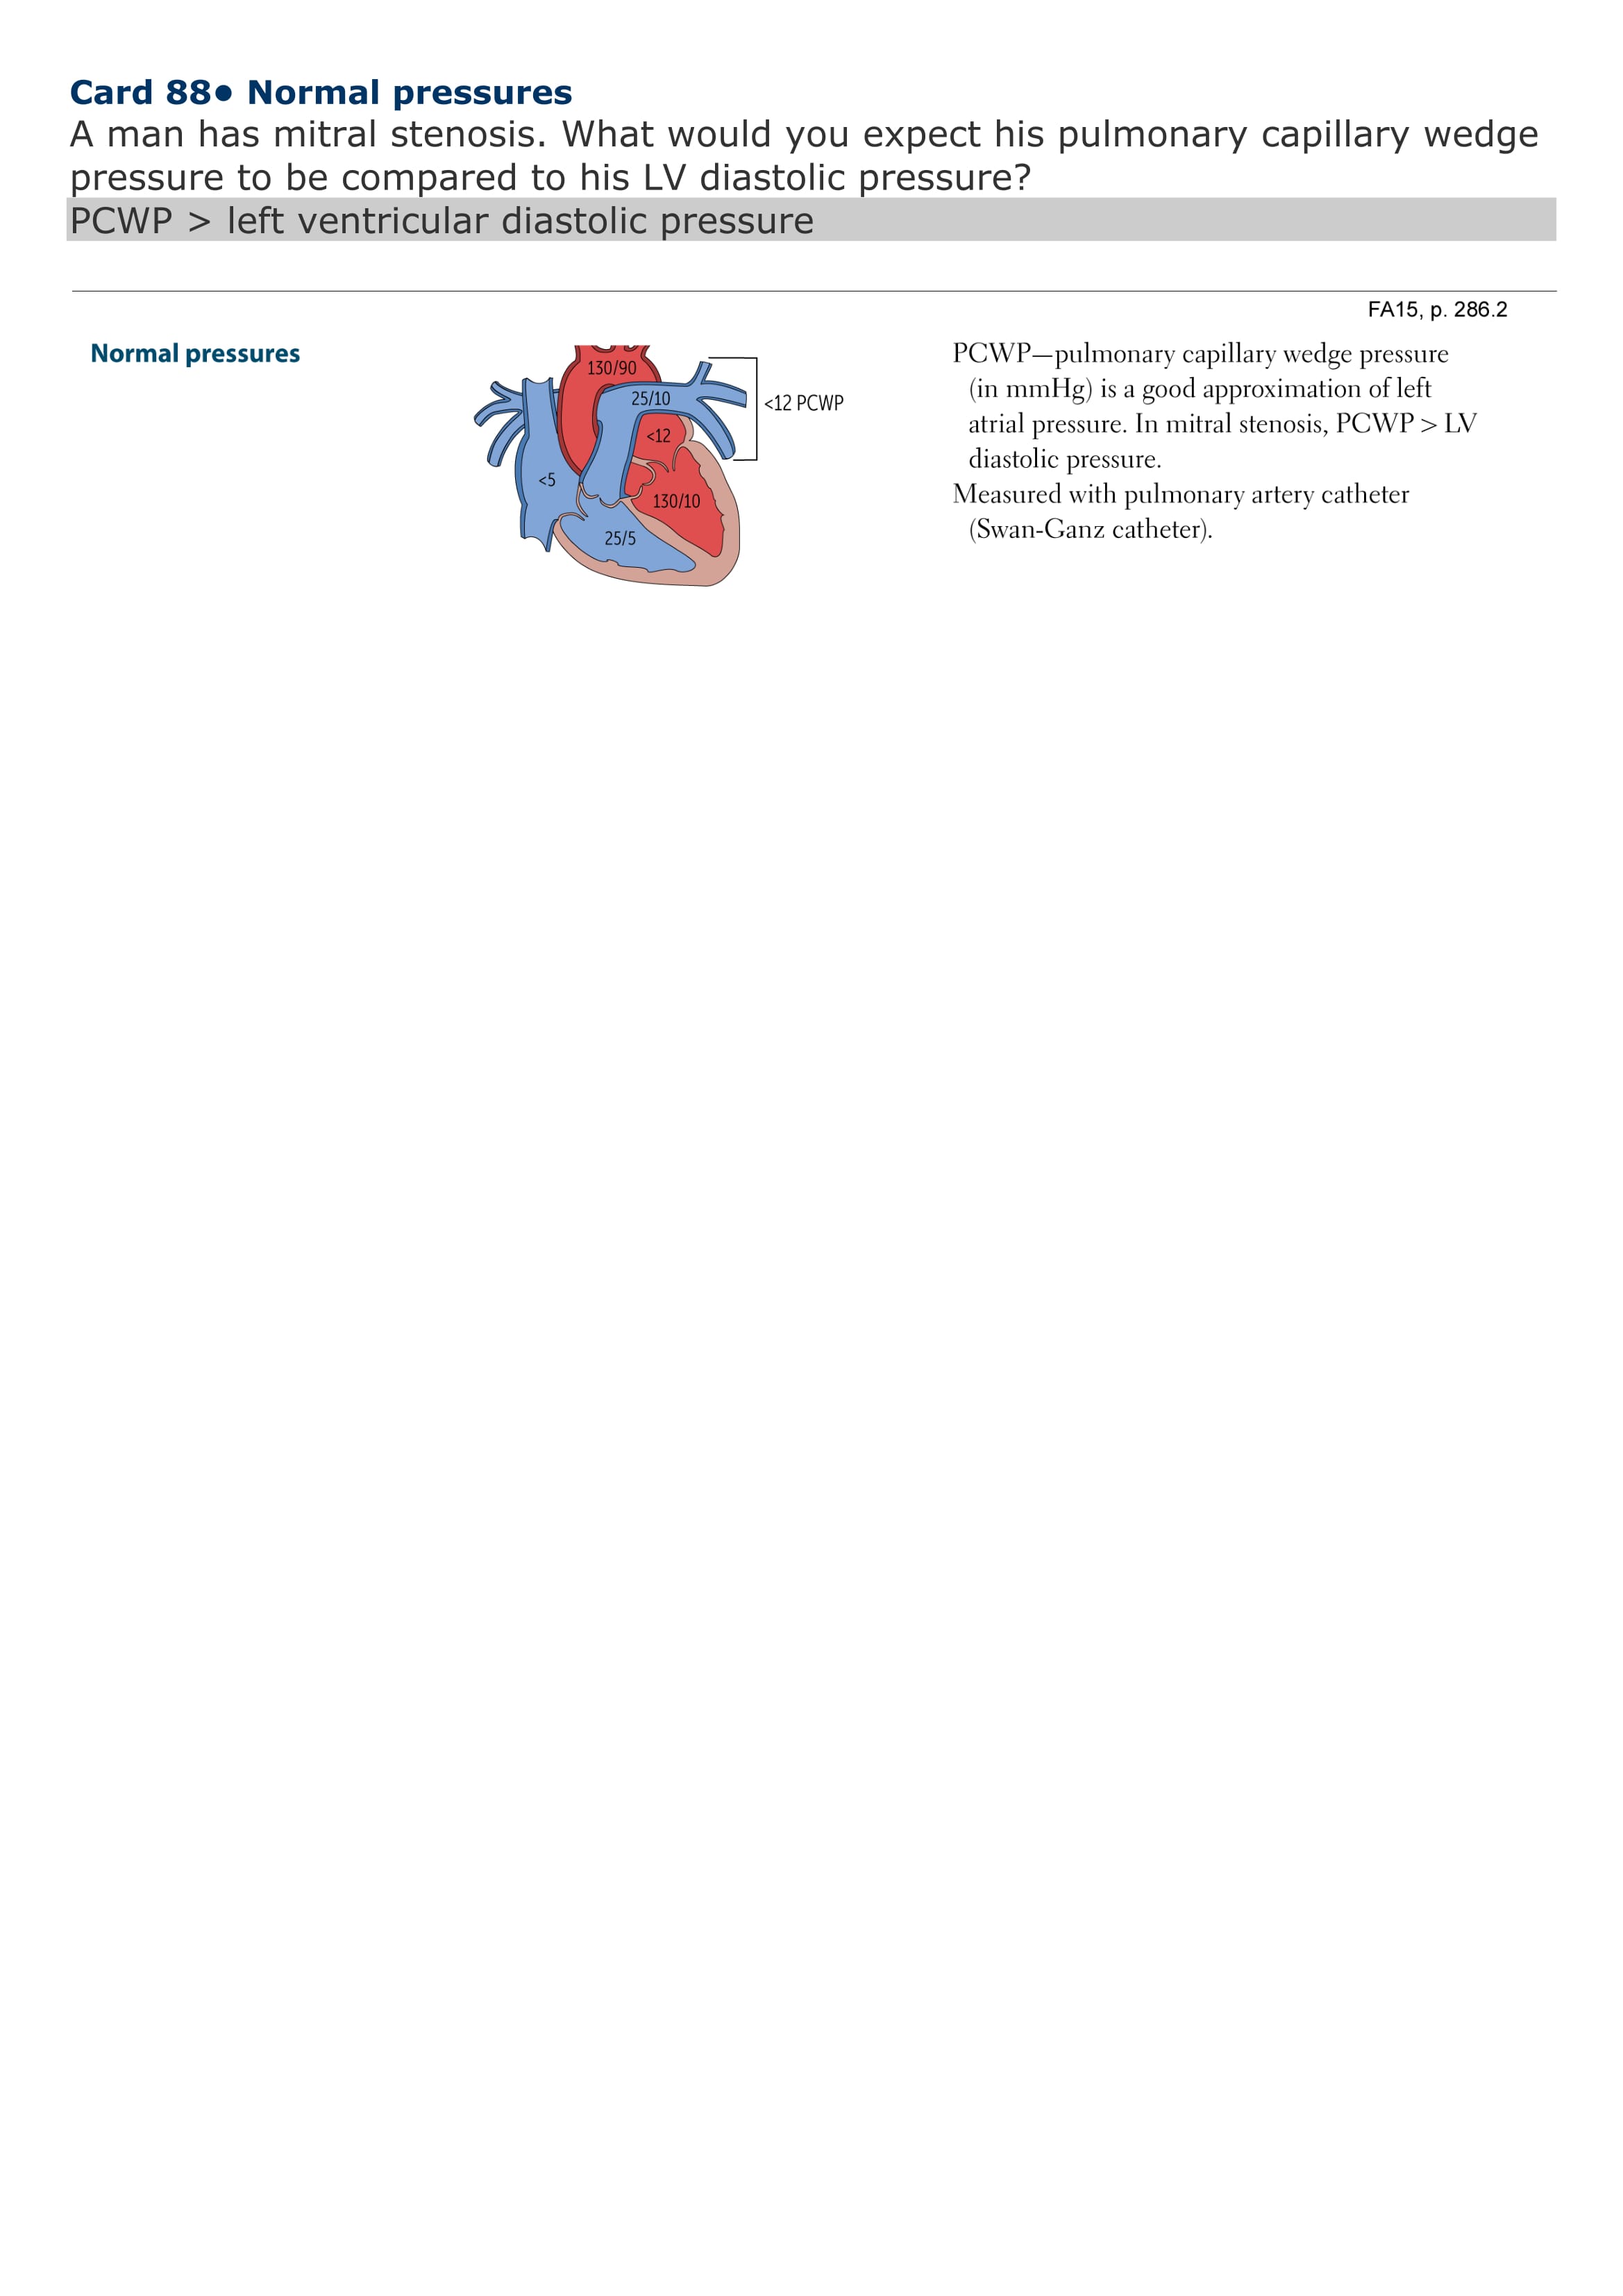 Card 88• Normal pressures
A man has mitral stenosis. What would you expect his pulmonary capillary wedge
pressure to be compared to his LV diastolic pressure?
PCWP > left ventricular diastolic pressure
FA15, p. 286.2
Normal pressures
130/90
25/10
<12 PCWP
<12
<5
130/10
25/5
PCWP—pulmonary capillary wedge pressure
(in mmHg) is a good approximation of left
atrial pressure. In mitral stenosis, PCWP > LV
diastolic pressure.
Measured with pulmonary artery catheter
(Swan-Ganz catheter).